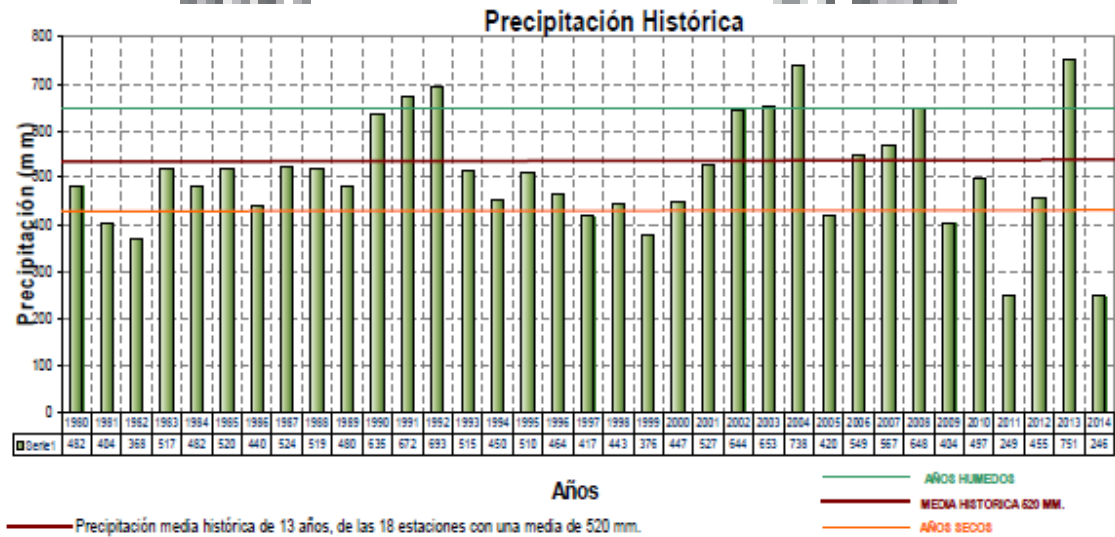 Precipitación Histórica
Precipitación (mm)
800
700
600
500
400
300
200
100
0
1980 1981 1982 1983 1984 1985 1986 1987 1988 1989 1990 1991 1992 1993 1994 1995 1996 1997 1998 1999 2000 2001 2002 2003 2004 2005 2006 2007 2008 2009 2010 2011 2012 2013 2014
Serie1 482 404 368 517 482 520 440 524 519 480 635 672 693 515 450 510 464 417 443 376 447 527 644 653 738 420 549 567 648 404 497 249 455 751 246
Años
AÑOS HUMEDOS
MEDIA HISTORICA 520 MM.
AÑOS SECOS
Precipitación media histórica de 13 años, de las 18 estaciones con una media de 520 mm.